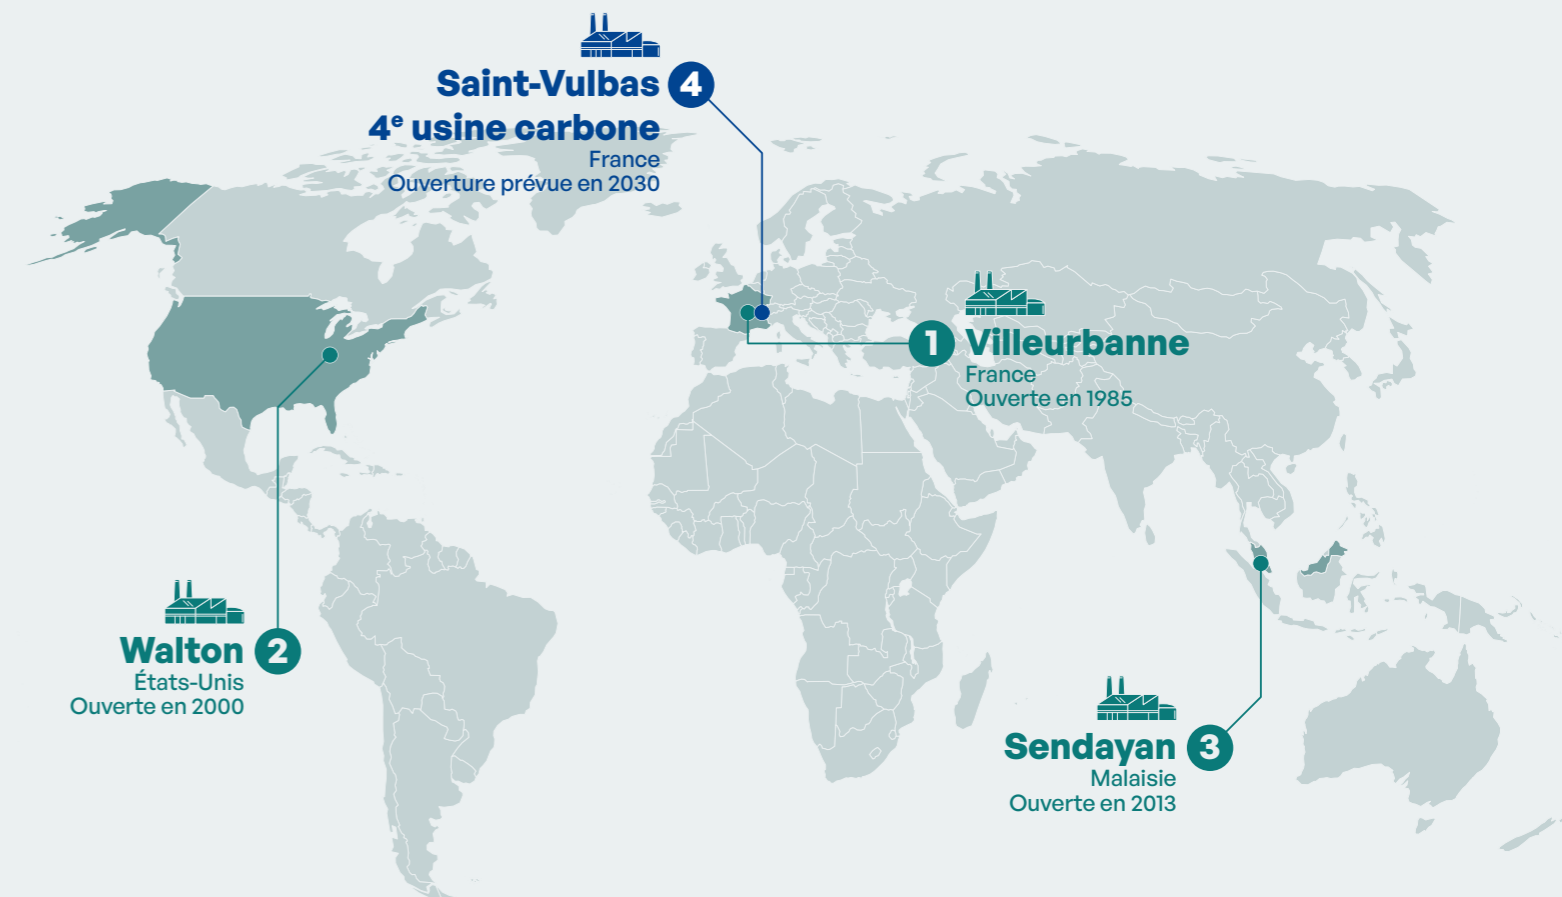 Saint-Vulbas 4
4e usine carbone
France
Ouverture prévue en 2030
1 Villeurbanne
France
Ouverte en 1985
Walton 2
États-Unis
Ouverte en 2000
Sendayan 3
Malaisie
Ouverte en 2013